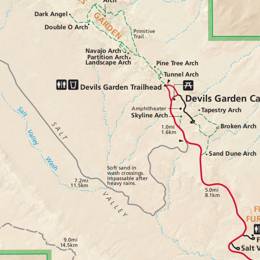 Arch
Dark Angel
Double O Arch
GARDEN
Primitive
Trail
Navajo Arch
Partition Arch
Landscape Arch
Pine Tree Arch
Tunnel Arch
Devils Garden Trailhead
Devils Garden Ca
Amphitheater
Skyline Arch
Tapestry Arch
Broken Arch
1.0mi
1.6km
Sand Dune Arch
Salt
Valley
Wash
SALT
VALLEY
Soft sand in
wash crossings.
Impassable after
heavy rains.
7.2mi
11.5km
5.0mi
8.1km
9.0mi
14.5km
F
FUR
F
Salt V